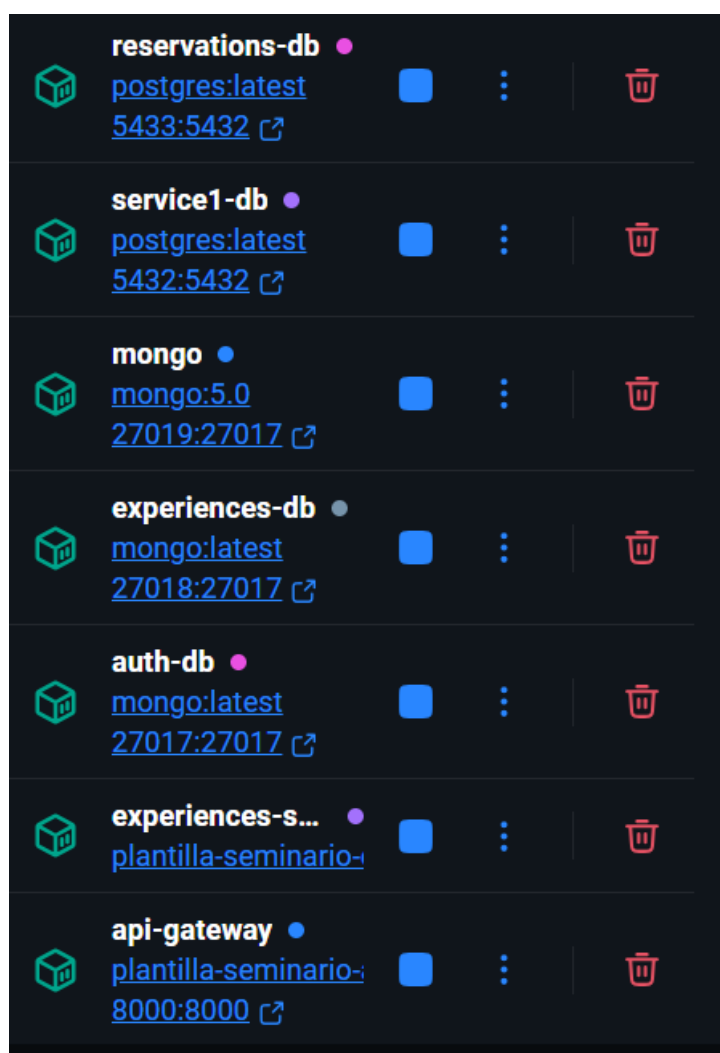 reservations-db
postgres:latest
5433:5432
service1-db
postgres:latest
5432:5432
mongo
mongo:5.0
27019:27017
experiences-db
mongo:latest
27018:27017
auth-db
mongo:latest
27017:27017
experiences-s...
plantilla-seminario-
api-gateway
plantilla-seminario-
8000:8000